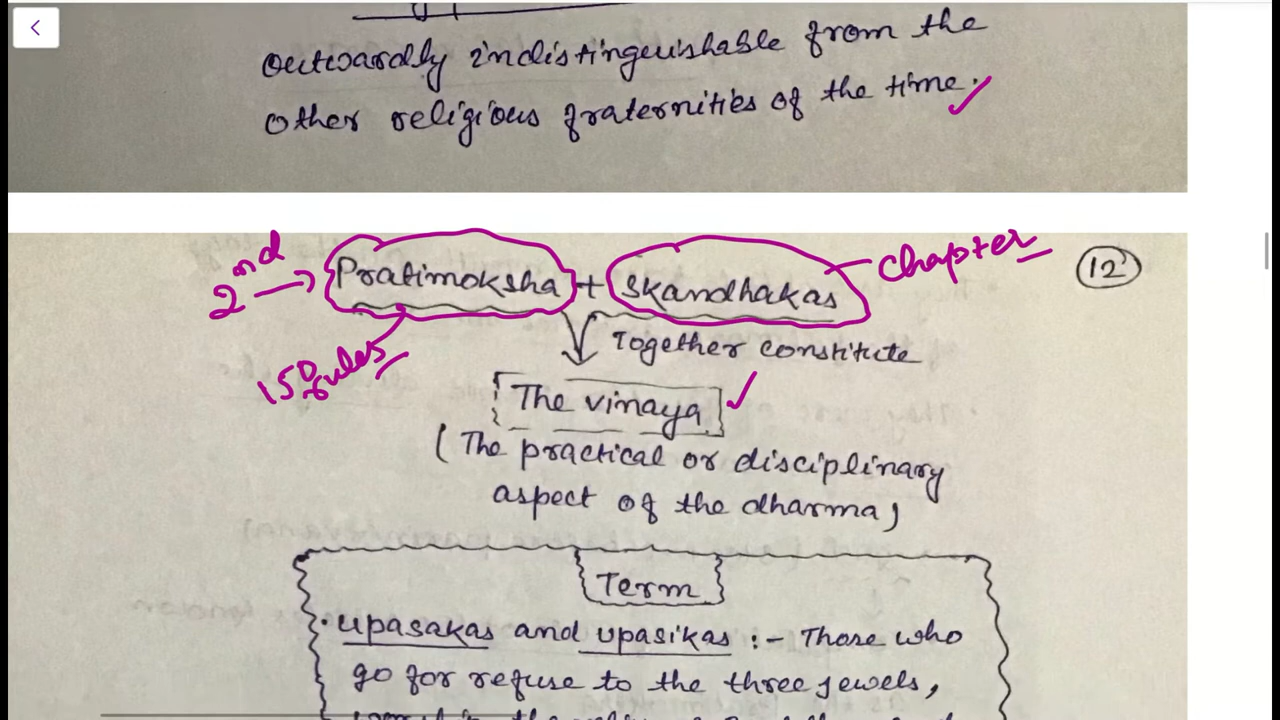 outwardly indistinguishable from the
other religious fraternities of the time.
2nd → Pratimoksha + Skandhakas — Chapter 12
150 rules
Together constitute
The vinaya
(The practical or disciplinary
aspect of the dharma)
Term
• upasakas and upasikas :- Those who
go for refuse to the three jewels,